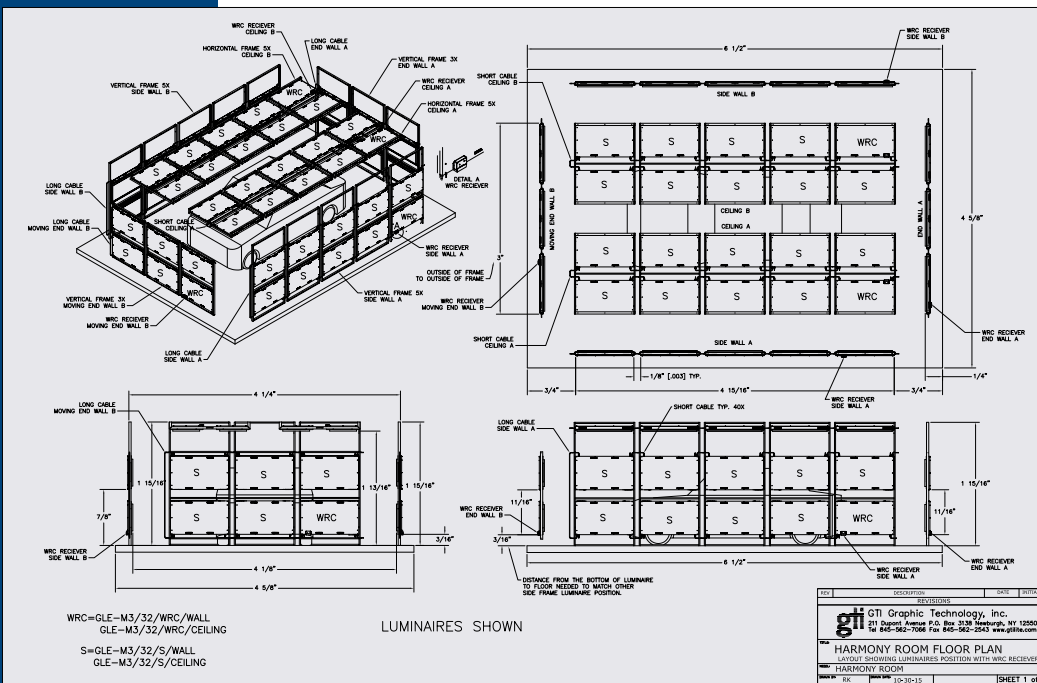 WRC RECIEVER
CEILING B
LONG CABLE
END WALL A
HORIZONTAL FRAME 5X
CEILING B
VERTICAL FRAME 3X
END WALL A
VERTICAL FRAME 5X
SIDE WALL B
WRC RECIEVER
CEILING A
HORIZONTAL FRAME 5X
CEILING A
WRC
S
S
S
S
S
S
S
S
S
WRC
S
S
S
S
S
S
S
S
DETAIL A
WRC RECIEVER
LONG CABLE
SIDE WALL B
LONG CABLE
MOVING END WALL B
SHORT CABLE
CEILING A
S
S
S
S
S
WRC
S
S
S
S
S
S
S
S
S
WRC
A
WRC RECIEVER
SIDE WALL A
VERTICAL FRAME 5X
SIDE WALL A
VERTICAL FRAME 3X
MOVING END WALL B
WRC RECIEVER
MOVING END WALL B
LONG CABLE
SIDE WALL A
6 1/2"
WRC RECIEVER
SIDE WALL B
SHORT CABLE
CEILING B
SIDE WALL B
S S S S WRC
S S S S S
MOVING END WALL B
CEILING B
CEILING A
END WALL A
4 5/8"
3"
OUTSIDE OF FRAME
TO OUTSIDE OF FRAME
WRC RECIEVER
MOVING END WALL B
S S S S S
S S S S WRC
SHORT CABLE
CEILING A
SIDE WALL A
WRC RECIEVER
END WALL A
1/8" [.003] TYP.
3/4"
4 15/16"
3/4"
1/4"
WRC RECIEVER
SIDE WALL A
4 1/4"
LONG CABLE
MOVING END WALL B
S S S
S S WRC
1 15/16"
1 13/16"
1 15/16"
7/8"
3/16"
WRC RECIEVER
SIDE WALL B
4 1/8"
4 5/8"
SHORT CABLE TYP. 40X
LONG CABLE
SIDE WALL A
S S S S S
S S S S WRC
11/16"
1 15/16"
11/16"
WRC RECIEVER
END WALL B
3/16"
6 1/2"
WRC RECIEVER
SIDE WALL A
WRC RECIEVER
END WALL A
DISTANCE FROM THE BOTTOM OF LUMINAIRE
TO FLOOR NEEDED TO MATCH OTHER
SIDE FRAME LUMINAIRE POSITION.
WRC=GLE-M3/32/WRC/WALL
GLE-M3/32/WRC/CEILING
S=GLE-M3/32/S/WALL
GLE-M3/32/S/CEILING
LUMINAIRES SHOWN
REV DESCRIPTION DATE INITIA
REVISIONS
gti GTI Graphic Technology, inc.
211 Dupont Avenue P.O. Box 3138 Newburgh, NY 12550
Tel 845-562-7066 Fax 845-562-2543 www.gtilite.com
HARMONY ROOM FLOOR PLAN
LAYOUT SHOWING LUMINAIRES POSITION WITH WRC RECIEVER
HARMONY ROOM
RK 10-30-15 SHEET 1 of